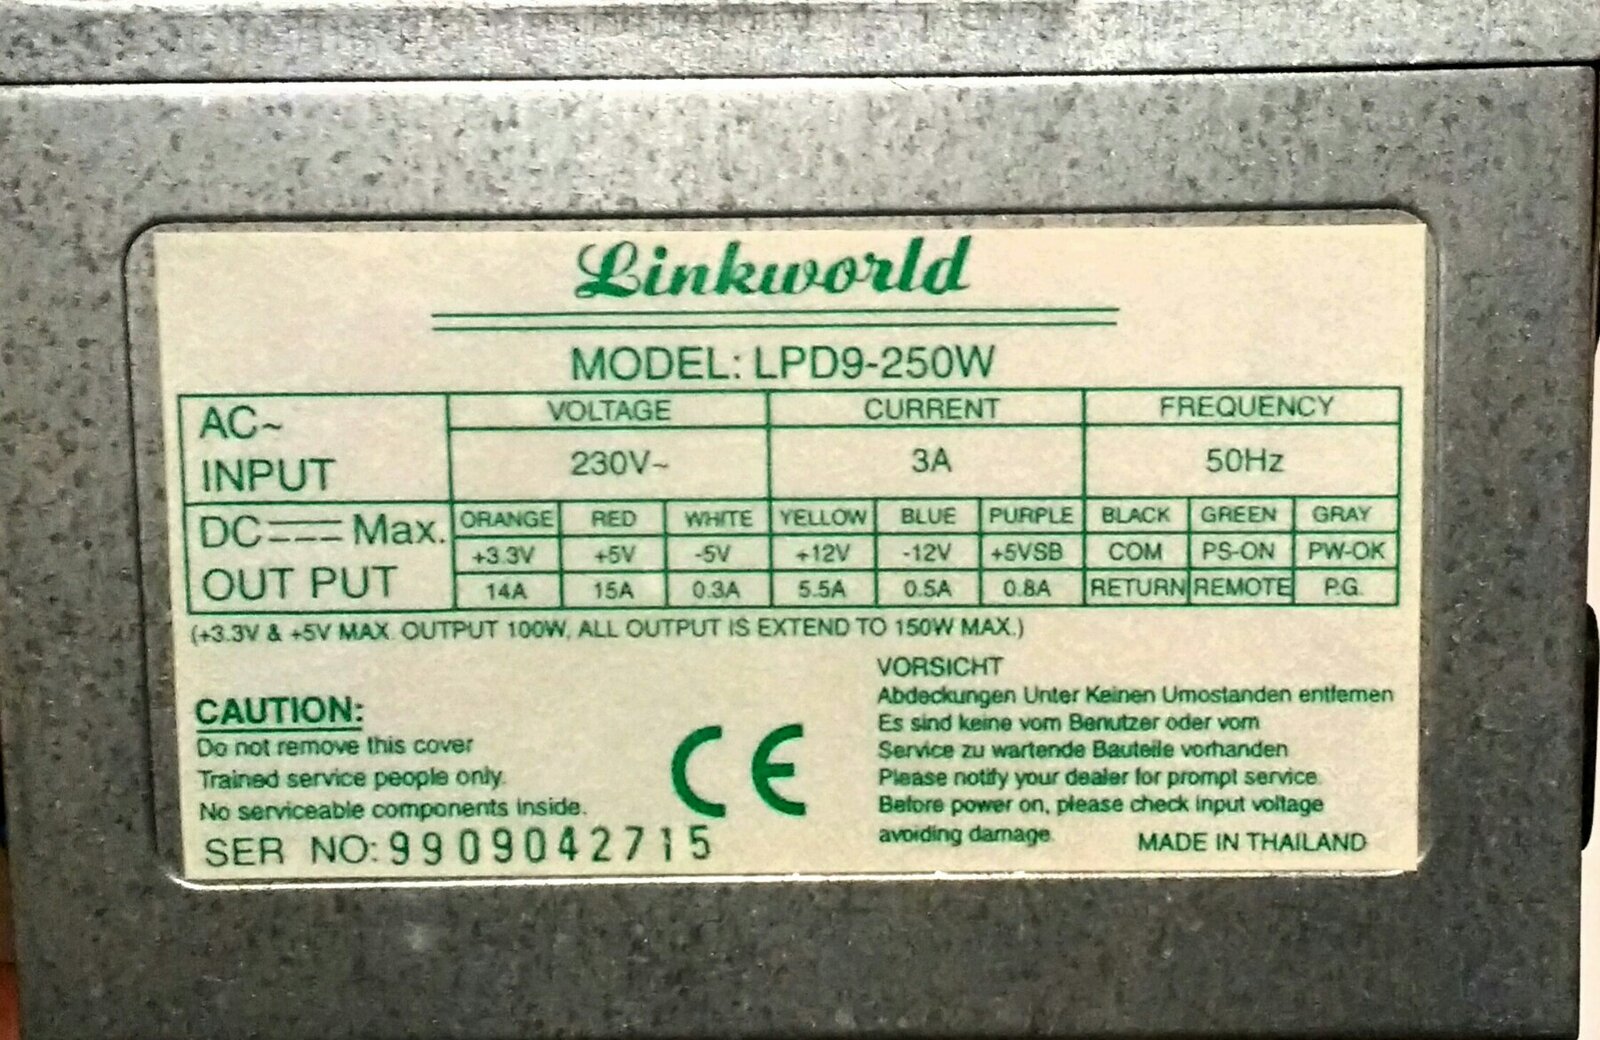 Linkworld
MODEL: LPD9-250W
AC~ INPUT VOLTAGE CURRENT FREQUENCY
230V~ 3A 50Hz
DC⎓ Max. OUT PUT ORANGE RED WHITE YELLOW BLUE PURPLE BLACK GREEN GRAY
+3.3V +5V -5V +12V -12V +5VSB COM PS-ON PW-OK
14A 15A 0.3A 5.5A 0.5A 0.8A RETURN REMOTE P.G.
(+3.3V & +5V MAX. OUTPUT 100W, ALL OUTPUT IS EXTEND TO 150W MAX.)
CAUTION:
Do not remove this cover
Trained service people only.
No serviceable components inside.
SER NO: 9909042715
CE
VORSICHT
Abdeckungen Unter Keinen Umostanden entfemen
Es sind keine vom Benutzer oder vom
Service zu wartende Bauteile vorhanden
Please notify your dealer for prompt service.
Before power on, please check input voltage
avoiding damage.
MADE IN THAILAND